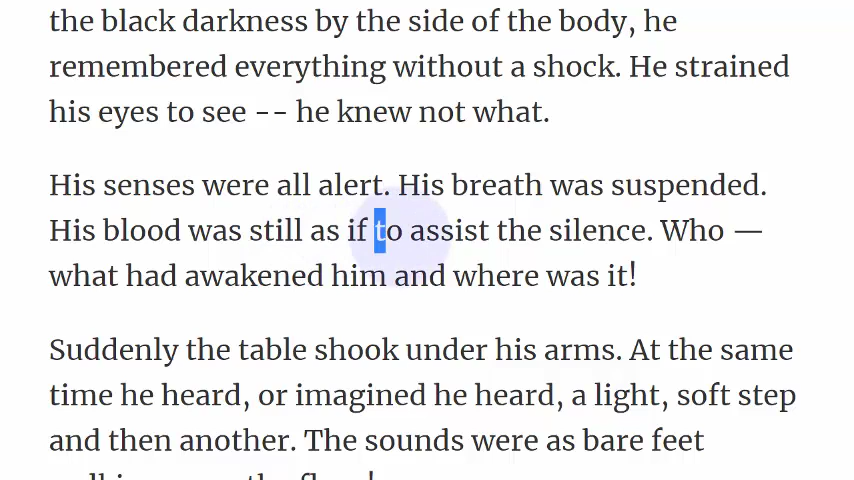 the black darkness by the side of the body, he
remembered everything without a shock. He strained
his eyes to see -- he knew not what.
His senses were all alert. His breath was suspended.
His blood was still as if to assist the silence. Who —
what had awakened him and where was it!
Suddenly the table shook under his arms. At the same
time he heard, or imagined he heard, a light, soft step
and then another. The sounds were as bare feet